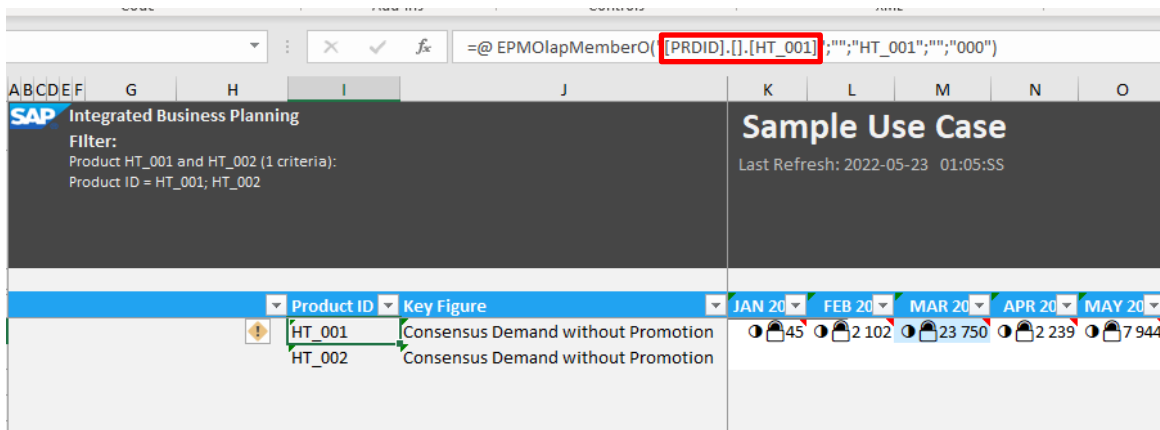 =@ EPMOlapMemberO("[PRDID].[].[HT_001]";"";"HT_001";"";"000")
A B C D E F G H I J K L M N O
SAP Integrated Business Planning
FIlter:
Product HT_001 and HT_002 (1 criteria):
Product ID = HT_001; HT_002
Sample Use Case
Last Refresh: 2022-05-23 01:05:SS
Product ID Key Figure JAN 20 FEB 20 MAR 20 APR 20 MAY 20
HT_001 Consensus Demand without Promotion 45 2 102 23 750 2 239 7 944
HT_002 Consensus Demand without Promotion